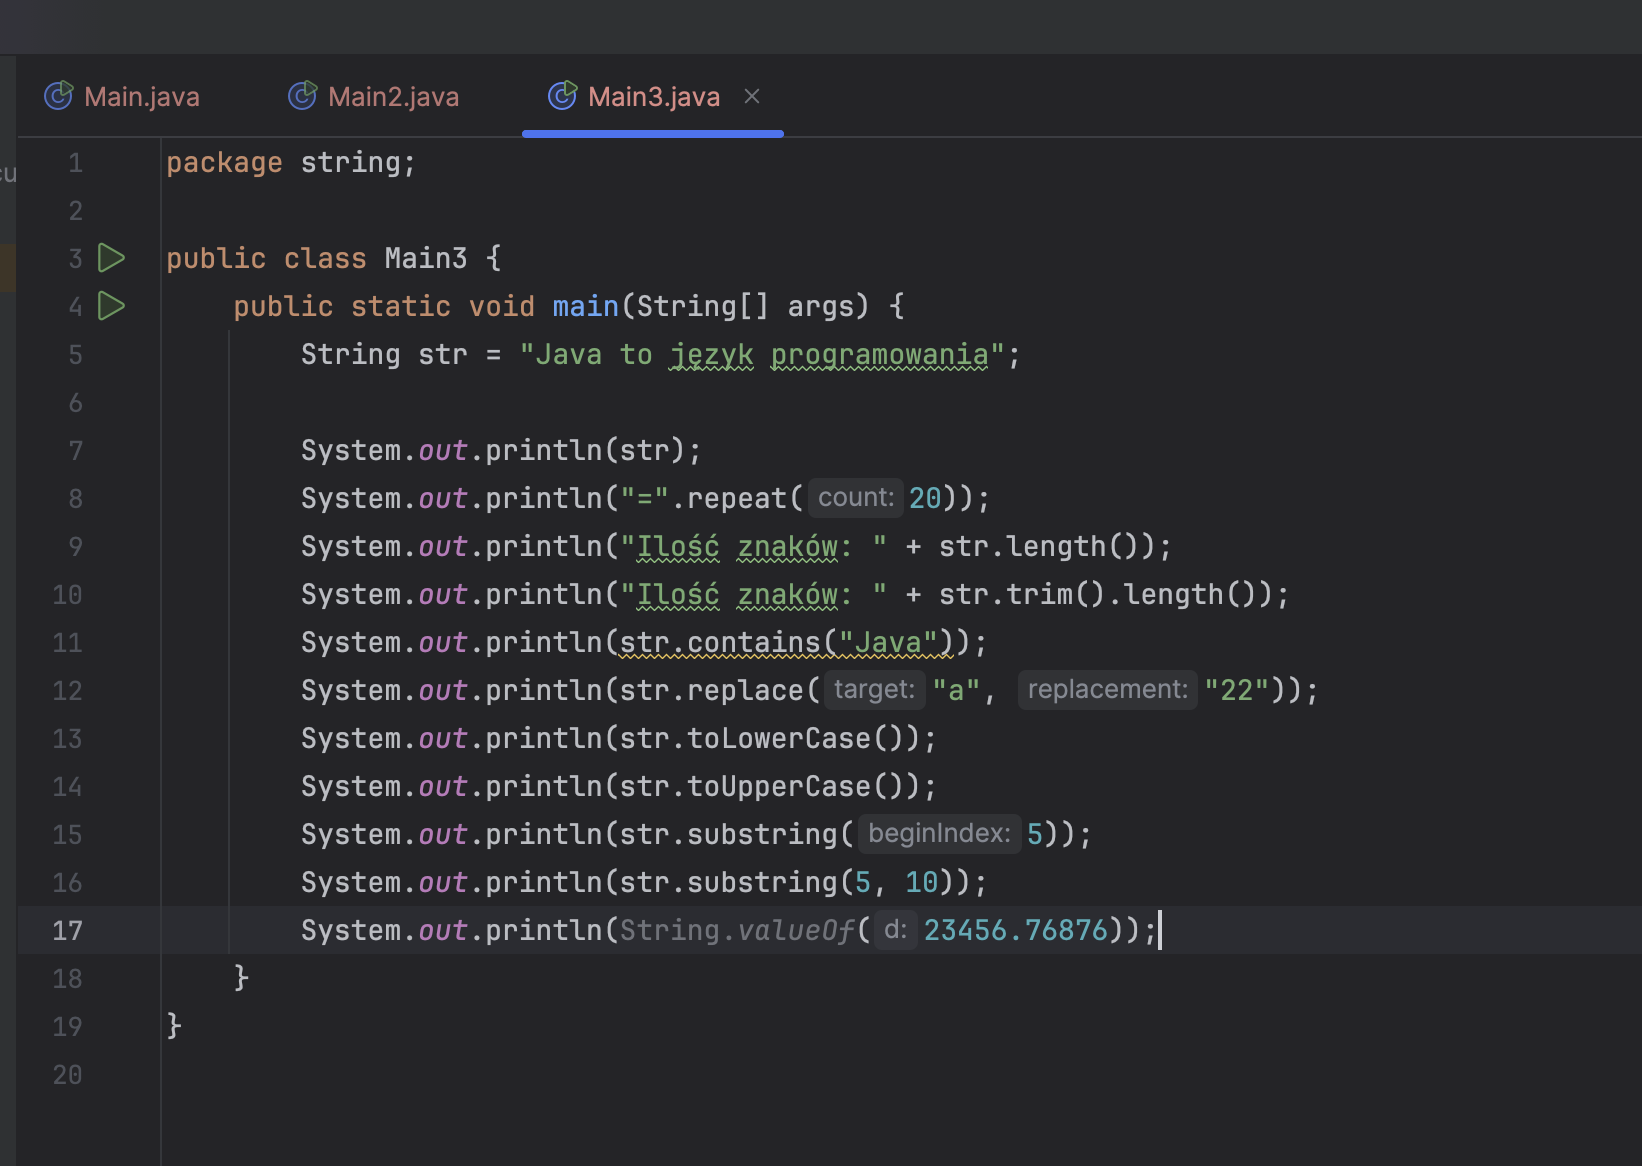 Main.java Main2.java Main3.java
cu
1 package string;
2
3 public class Main3 {
4 public static void main(String[] args) {
5 String str = "Java to język programowania";
6
7 System.out.println(str);
8 System.out.println("=".repeat( count: 20));
9 System.out.println("Ilość znaków: " + str.length());
10 System.out.println("Ilość znaków: " + str.trim().length());
11 System.out.println(str.contains("Java"));
12 System.out.println(str.replace( target: "a", replacement: "22"));
13 System.out.println(str.toLowerCase());
14 System.out.println(str.toUpperCase());
15 System.out.println(str.substring( beginIndex: 5));
16 System.out.println(str.substring(5, 10));
17 System.out.println(String.valueOf( d: 23456.76876));
18 }
19 }
20